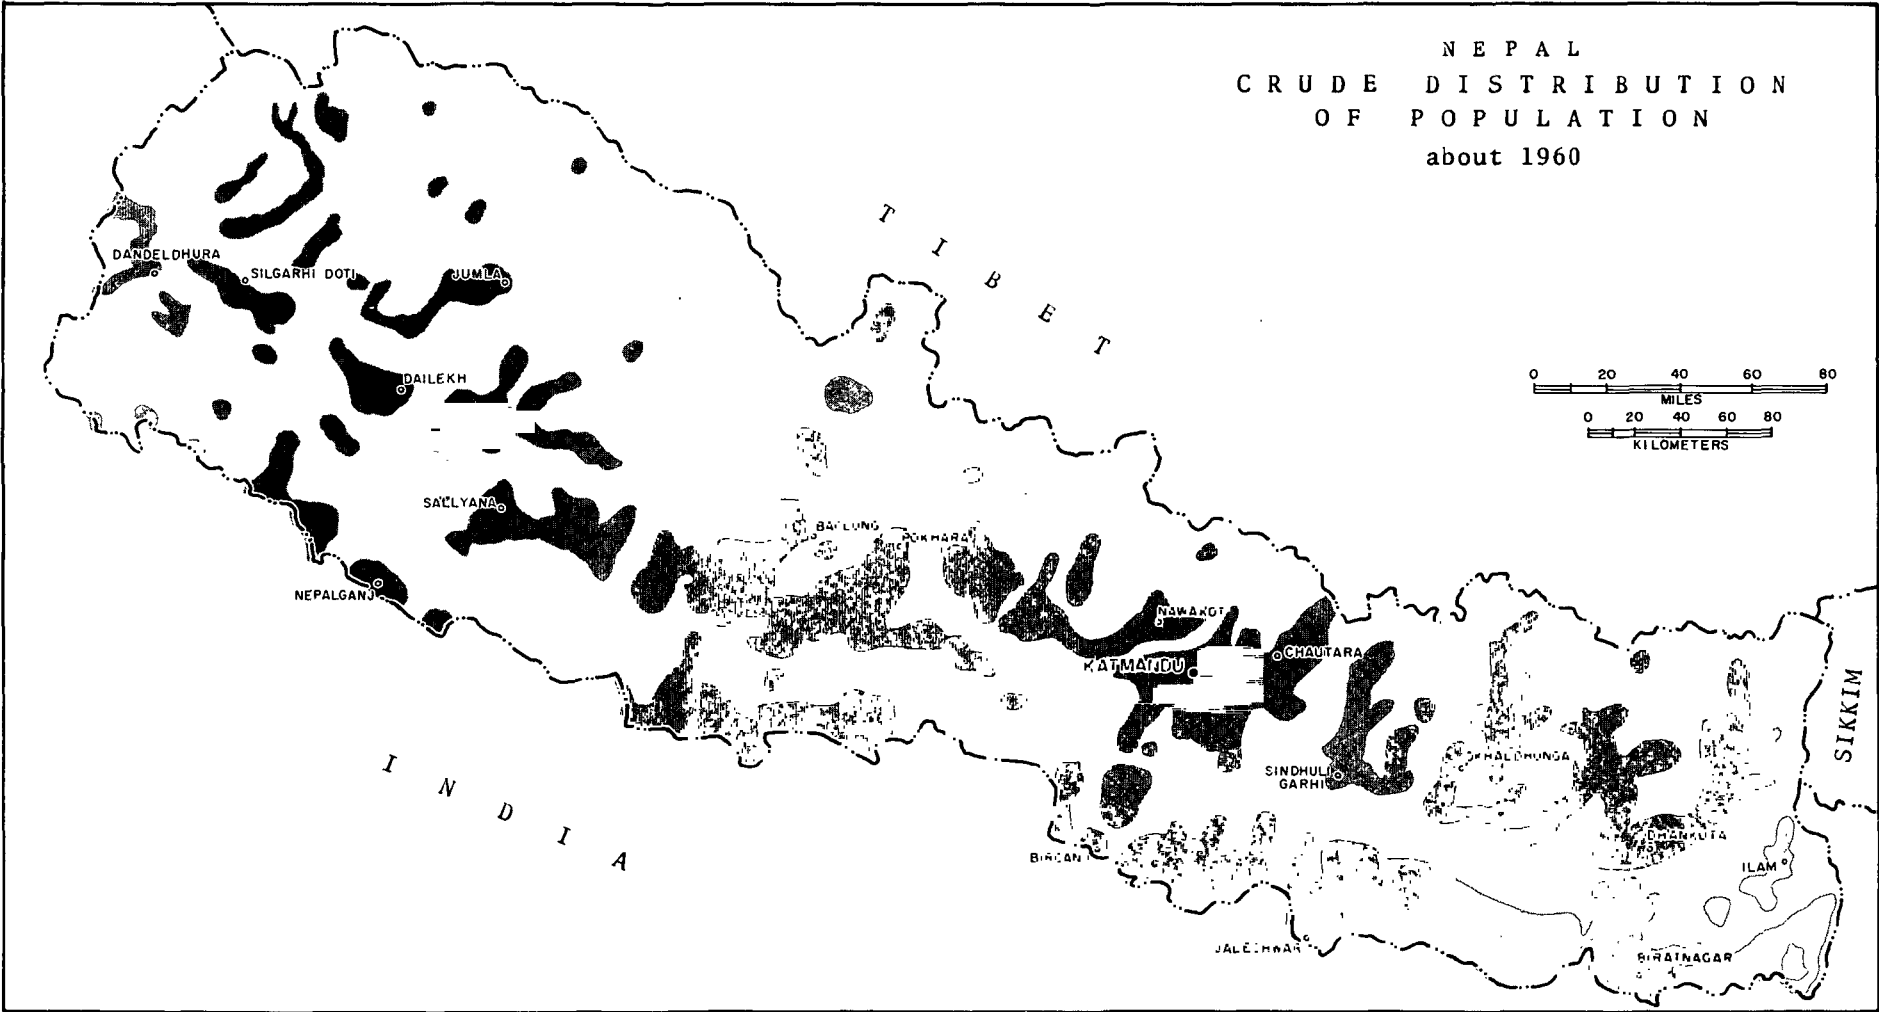 NEPAL
CRUDE DISTRIBUTION
OF POPULATION
about 1960
TIBET
DANDELDHURA
SILGARHI DOTI
JUMLA
DAILEKH
0 20 40 60 80
MILES
0 20 40 60 80
KILOMETERS
SALLYANA
BAGLUNG
POKHARA
NEPALGANJ
NAWAKOT
KATMANDU
CHAUTARA
SIKKIM
INDIA
SINDHULI
GARHI
OKHALDHUNGA
DHANKUTA
ILAM
JALESHWAR
BIRATNAGAR